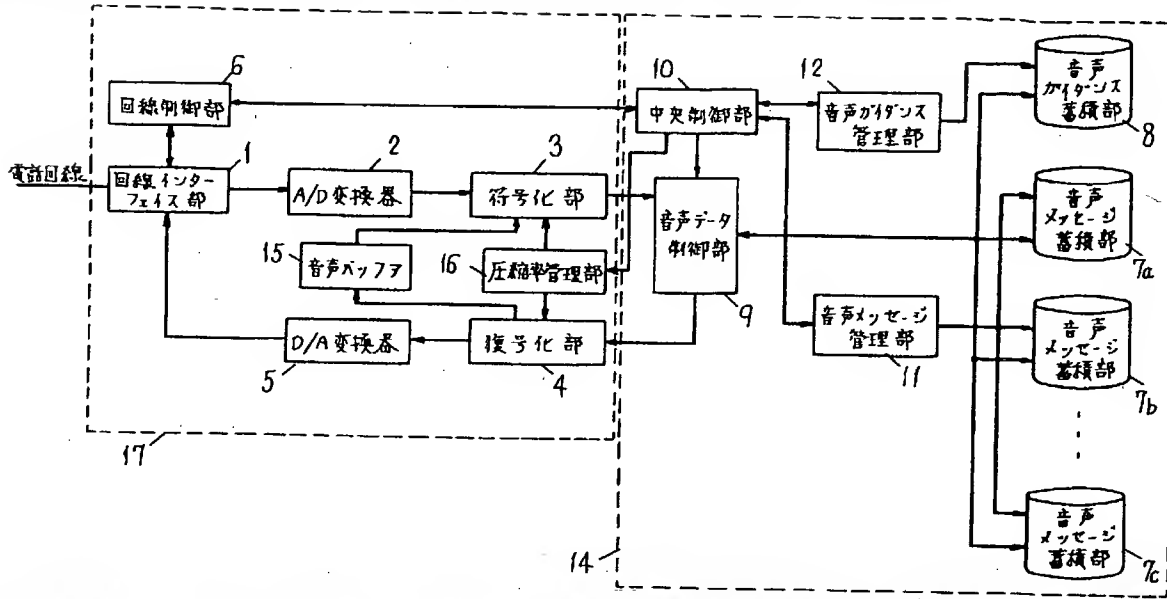 6
回線制御部
電話回線
1
回線インター
フェイス部
2
A/D変換器
3
符号化部
15
音声バッファ
16
圧縮率管理部
D/A変換器
5
復号化部
4
17
10
中央制御部
12
音声ガイダンス
管理部
音声データ
制御部
9
音声メッセージ
管理部
11
音声
ガイダンス
蓄積部
8
音声
メッセージ
蓄積部
7a
音声
メッセージ
蓄積部
7b
音声
メッセージ
蓄積部
7c
14